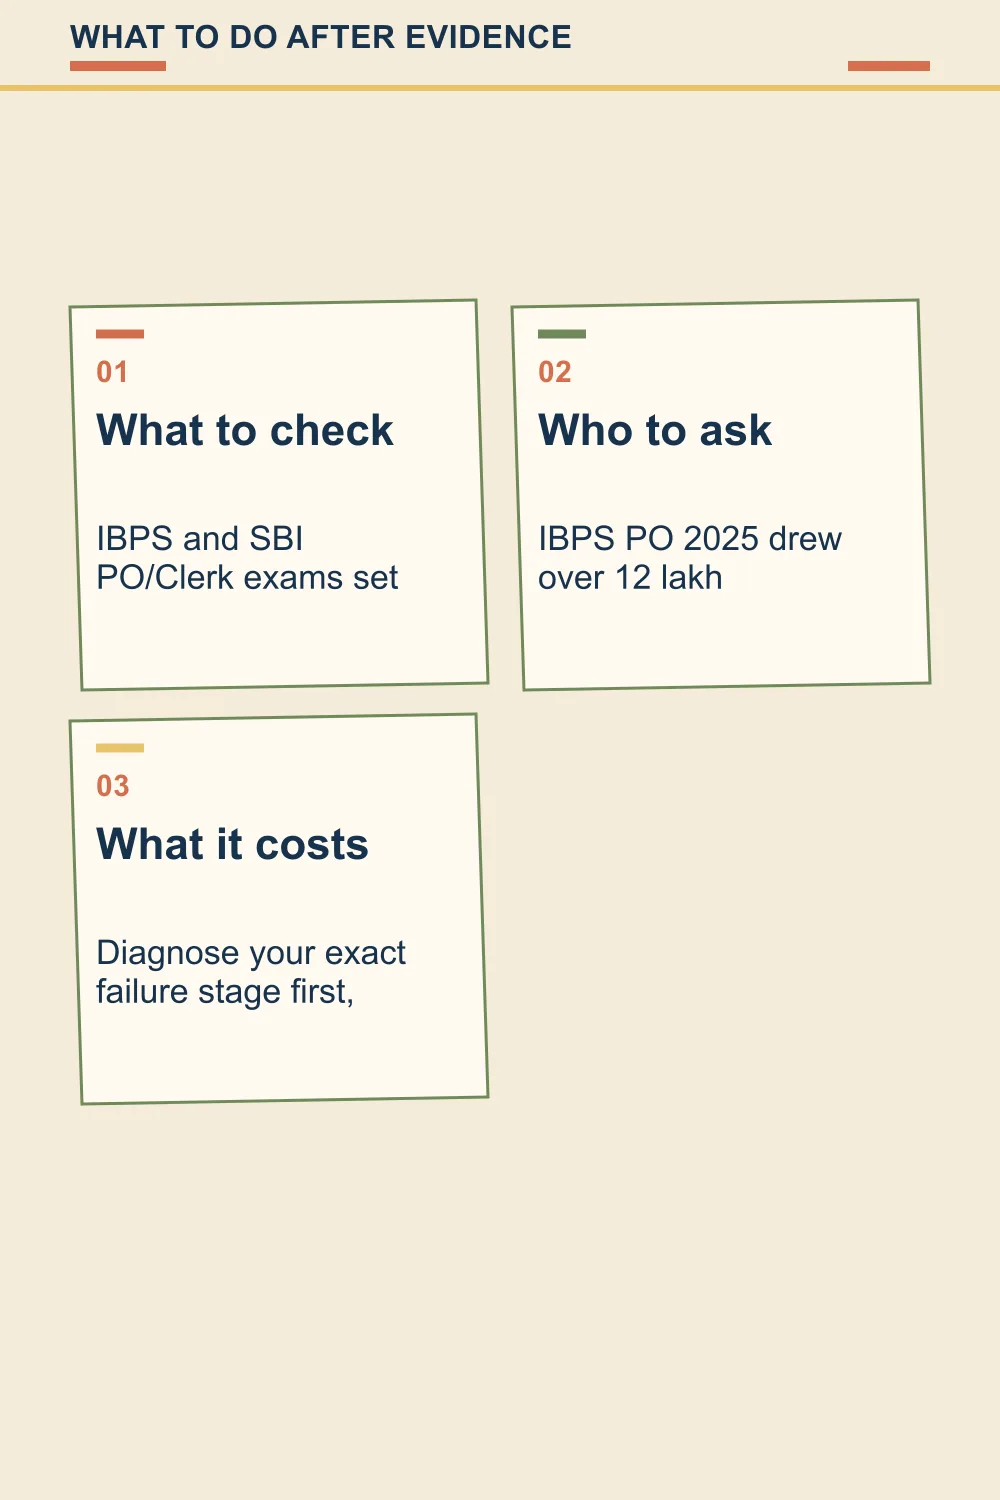 WHAT TO DO AFTER EVIDENCE
01
What to check
IBPS and SBI
PO/Clerk exams set
02
Who to ask
IBPS PO 2025 drew
over 12 lakh
03
What it costs
Diagnose your exact
failure stage first,